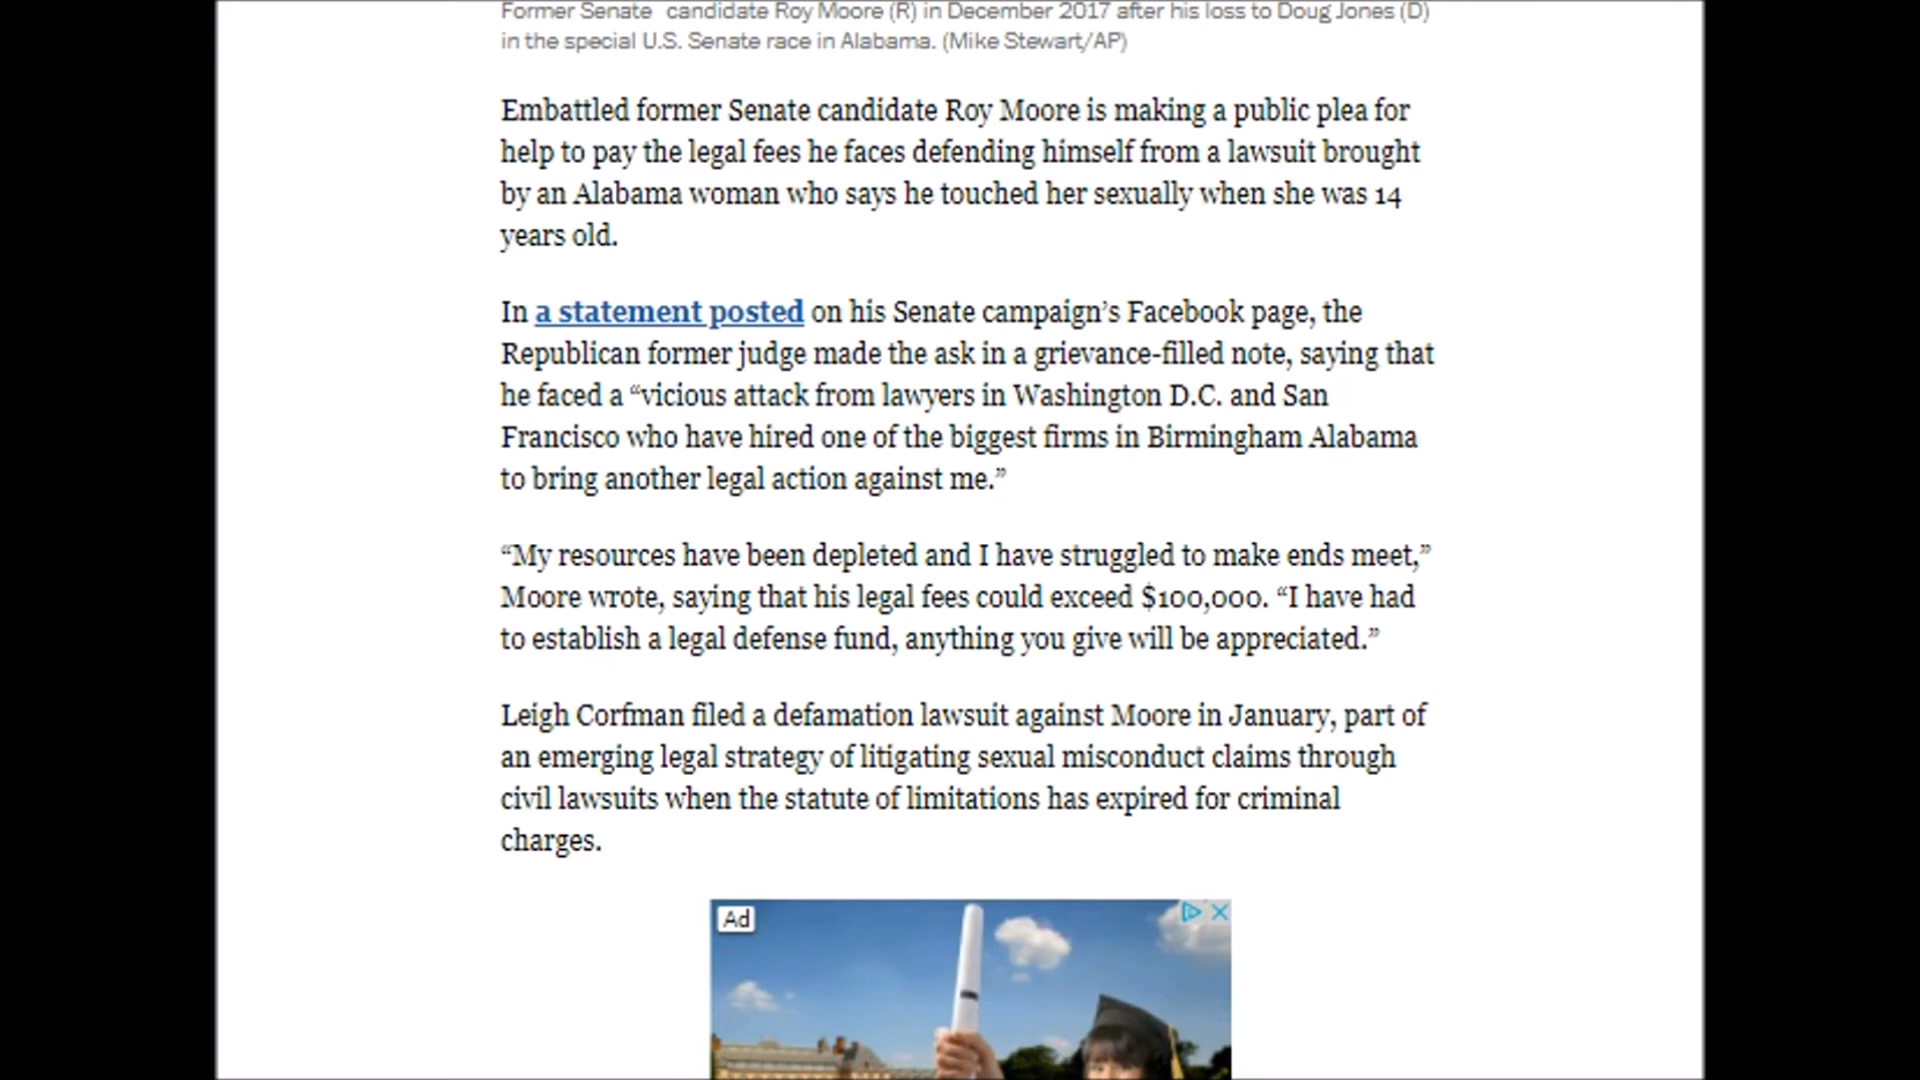 Former Senate candidate Roy Moore (R) in December 2017 after his loss to Doug Jones (D)
in the special U.S. Senate race in Alabama. (Mike Stewart/AP)
Embattled former Senate candidate Roy Moore is making a public plea for
help to pay the legal fees he faces defending himself from a lawsuit brought
by an Alabama woman who says he touched her sexually when she was 14
years old.
In a statement posted on his Senate campaign’s Facebook page, the
Republican former judge made the ask in a grievance-filled note, saying that
he faced a “vicious attack from lawyers in Washington D.C. and San
Francisco who have hired one of the biggest firms in Birmingham Alabama
to bring another legal action against me.”
“My resources have been depleted and I have struggled to make ends meet,”
Moore wrote, saying that his legal fees could exceed $100,000. “I have had
to establish a legal defense fund, anything you give will be appreciated.”
Leigh Corfman filed a defamation lawsuit against Moore in January, part of
an emerging legal strategy of litigating sexual misconduct claims through
civil lawsuits when the statute of limitations has expired for criminal
charges.
Ad